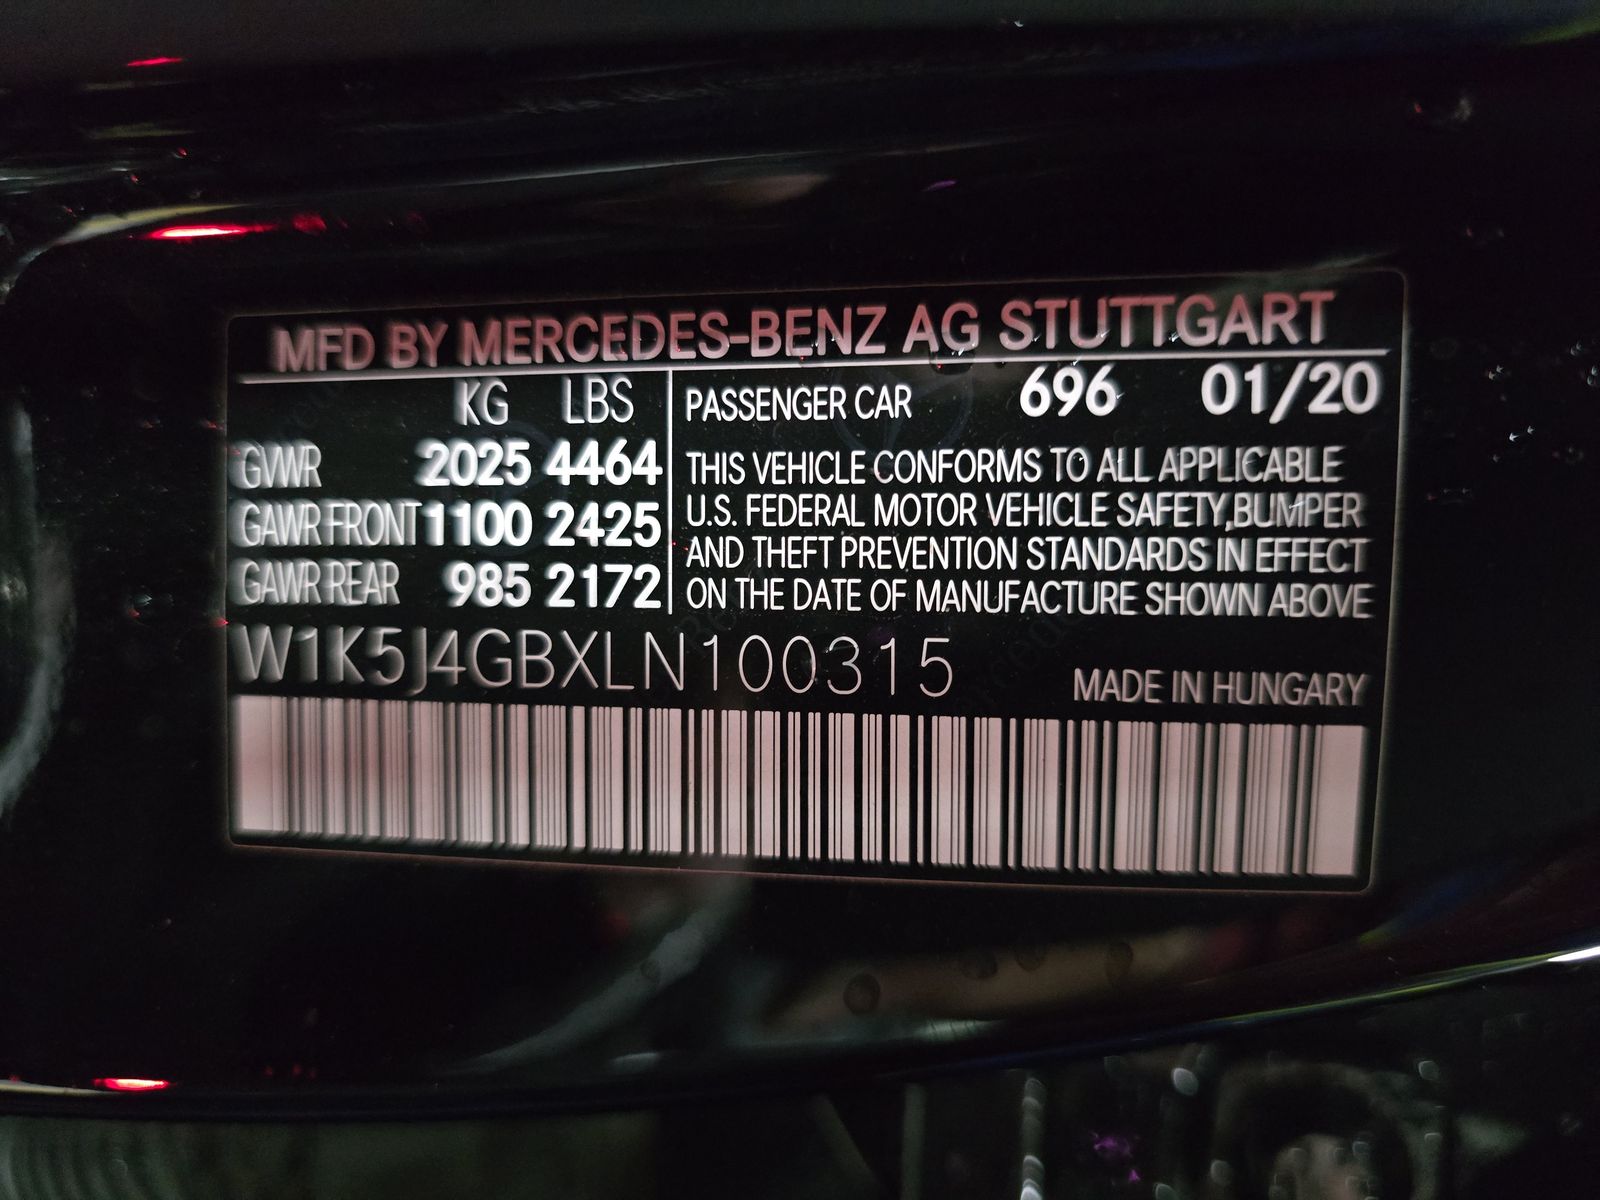 MFD BY MERCEDES-BENZ AG STUTTGART
KG LBS
GVWR 2025 4464
GAWR FRONT 1100 2425
GAWR REAR 985 2172
PASSENGER CAR 696 01/20
THIS VEHICLE CONFORMS TO ALL APPLICABLE
U.S. FEDERAL MOTOR VEHICLE SAFETY,BUMPER
AND THEFT PREVENTION STANDARDS IN EFFECT
ON THE DATE OF MANUFACTURE SHOWN ABOVE
W1K5J4GBXLN100315
MADE IN HUNGARY